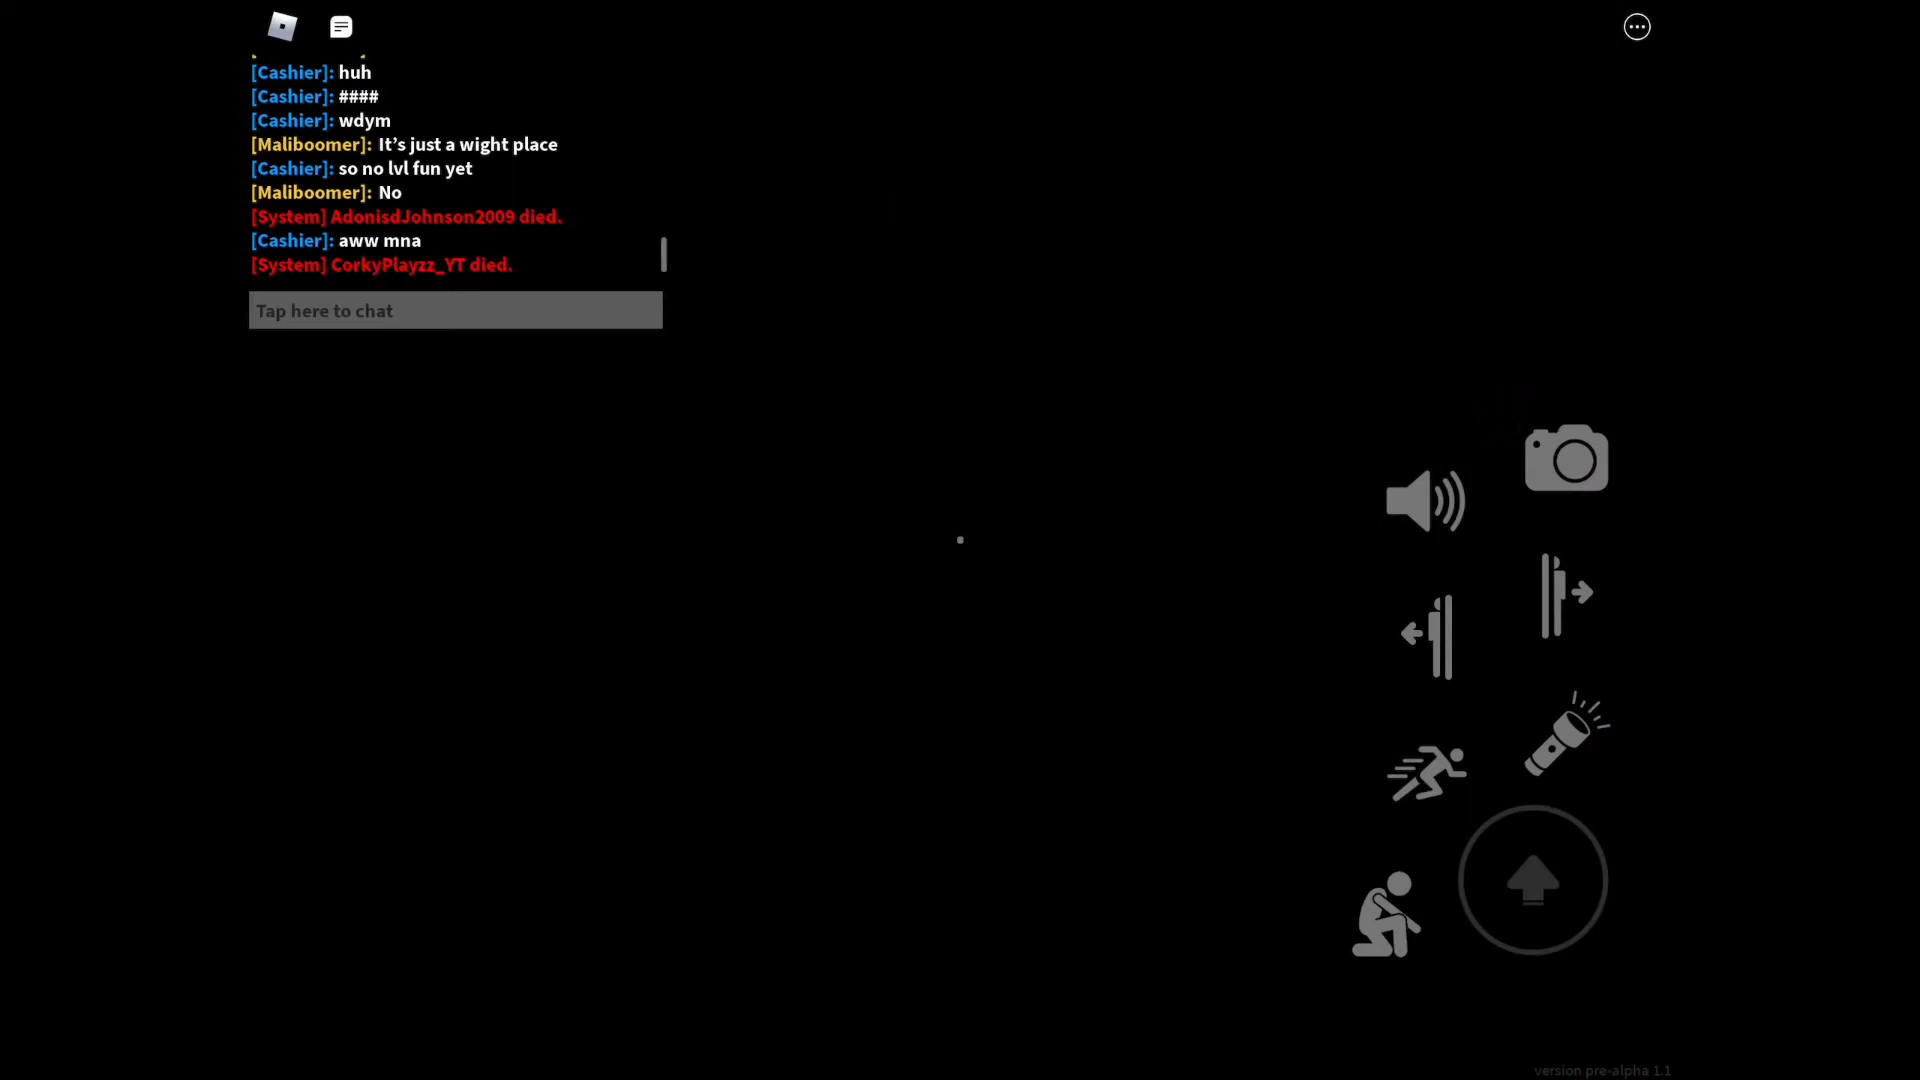 [Cashier]: huh
[Cashier]: ####
[Cashier]: wdym
[Maliboomer]: It’s just a wight place
[Cashier]: so no lvl fun yet
[Maliboomer]: No
[System] AdonisdJohnson2009 died.
[Cashier]: aww mna
[System] CorkyPlayzz_YT died.
Tap here to chat
version pre-alpha 1.1